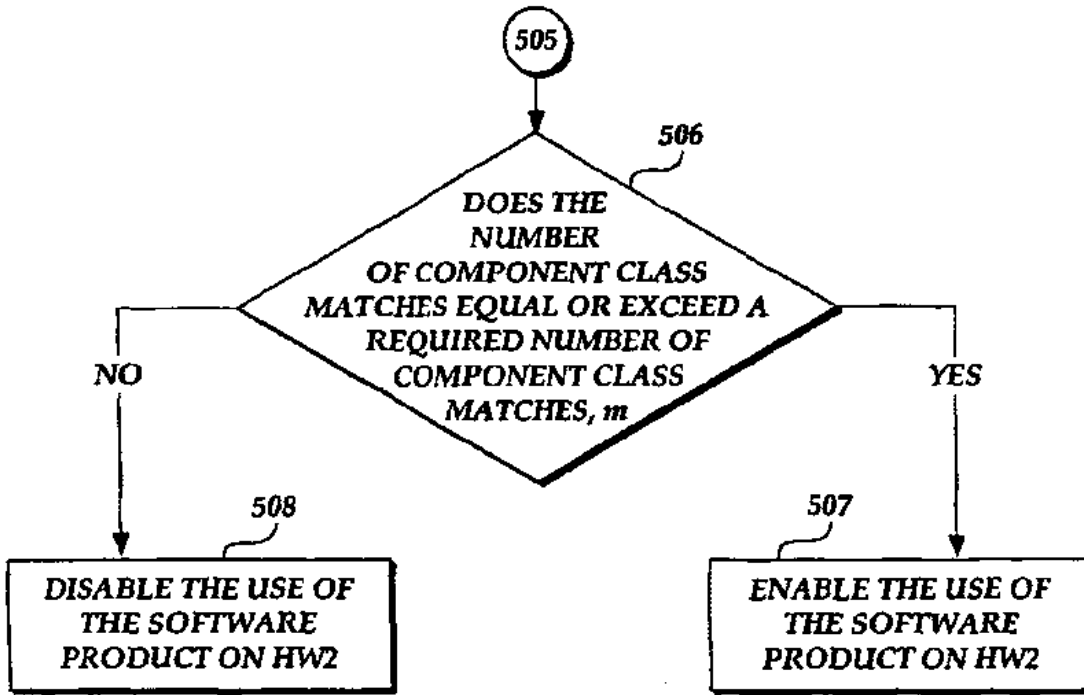 505
506
DOES THE
NUMBER
OF COMPONENT CLASS
MATCHES EQUAL OR EXCEED A
REQUIRED NUMBER OF
COMPONENT CLASS
MATCHES, m
NO
YES
508
507
DISABLE THE USE OF
THE SOFTWARE
PRODUCT ON HW2
ENABLE THE USE OF
THE SOFTWARE
PRODUCT ON HW2